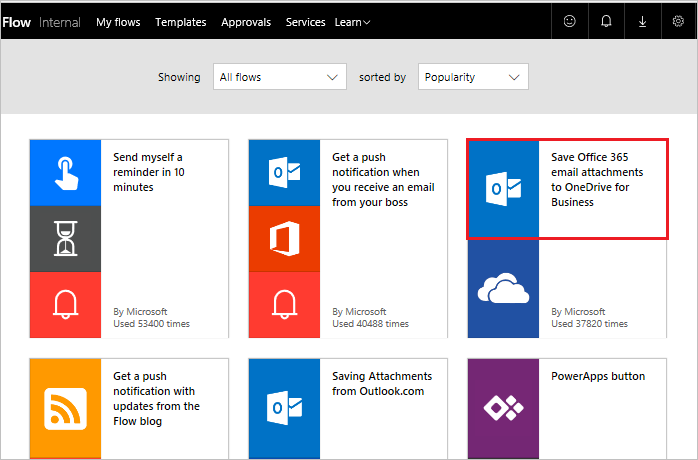 Flow Internal My flows Templates Approvals Services Learn
Showing All flows sorted by Popularity
Send myself a
reminder in 10
minutes
By Microsoft
Used 53400 times
Get a push
notification when
you receive an email
from your boss
By Microsoft
Used 40488 times
Save Office 365
email attachments
to OneDrive for
Business
By Microsoft
Used 37820 times
Get a push
notification with
updates from the
Flow blog
Saving Attachments
from Outlook.com
PowerApps button